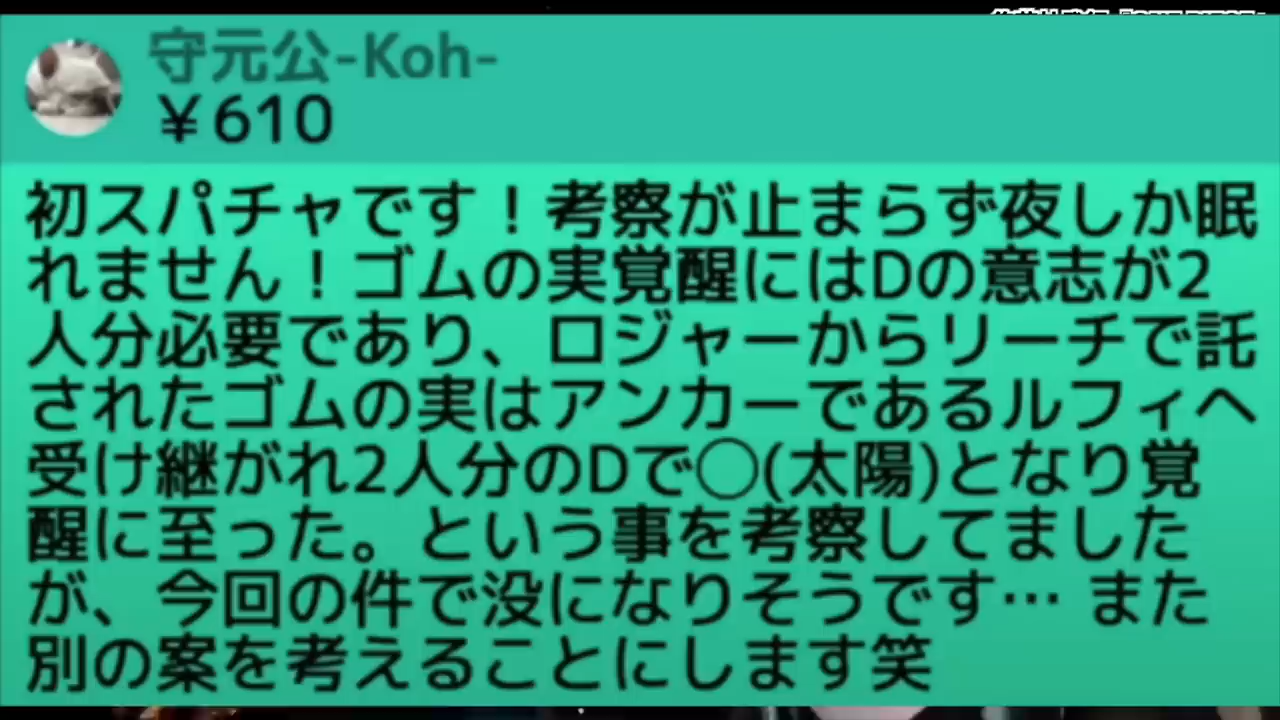 守元公-Koh-
￥610
初スパチャです！考察が止まらず夜しか眠
れません！ゴムの実覚醒にはDの意志が2
人分必要であり、ロジャーからリーチで託
されたゴムの実はアンカーであるルフィへ
受け継がれ2人分のDで◯(太陽)となり覚
醒に至った。という事を考察してました
が、今回の件で没になりそうです… また
別の案を考えることにします笑